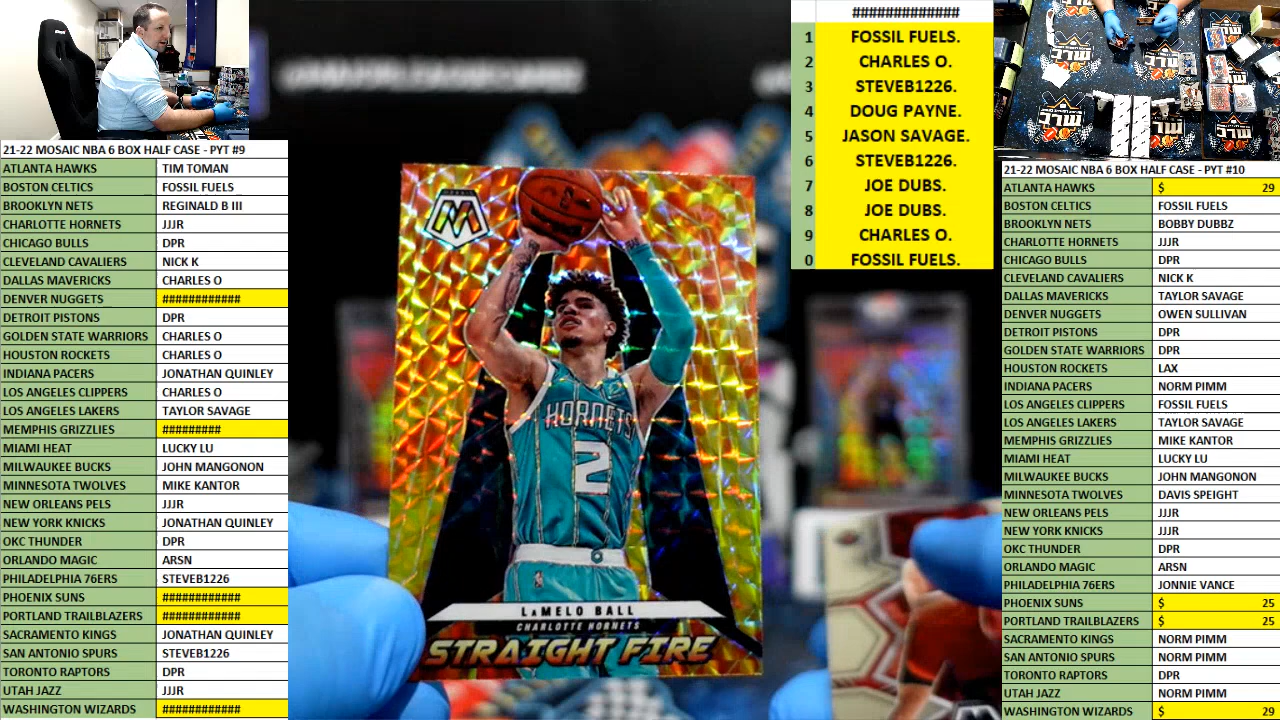 21-22 MOSAIC NBA 6 BOX HALF CASE - PYT #9
ATLANTA HAWKS TIM TOMAN
BOSTON CELTICS FOSSIL FUELS
BROOKLYN NETS REGINALD B III
CHARLOTTE HORNETS JJJR
CHICAGO BULLS DPR
CLEVELAND CAVALIERS NICK K
DALLAS MAVERICKS CHARLES O
DENVER NUGGETS ############
DETROIT PISTONS DPR
GOLDEN STATE WARRIORS CHARLES O
HOUSTON ROCKETS CHARLES O
INDIANA PACERS JONATHAN QUINLEY
LOS ANGELES CLIPPERS CHARLES O
LOS ANGELES LAKERS TAYLOR SAVAGE
MEMPHIS GRIZZLIES #########
MIAMI HEAT LUCKY LU
MILWAUKEE BUCKS JOHN MANGONON
MINNESOTA TWOLVES MIKE KANTOR
NEW ORLEANS PELS JJJR
NEW YORK KNICKS JONATHAN QUINLEY
OKC THUNDER DPR
ORLANDO MAGIC ARSN
PHILADELPHIA 76ERS STEVEB1226
PHOENIX SUNS ############
PORTLAND TRAILBLAZERS ############
SACRAMENTO KINGS JONATHAN QUINLEY
SAN ANTONIO SPURS STEVEB1226
TORONTO RAPTORS DPR
UTAH JAZZ JJJR
WASHINGTON WIZARDS ############
MOSAIC
HORNETS
2
LAMELO BALL
CHARLOTTE HORNETS
STRAIGHT FIRE
#############
1 FOSSIL FUELS.
2 CHARLES O.
3 STEVEB1226.
4 DOUG PAYNE.
5 JASON SAVAGE.
6 STEVEB1226.
7 JOE DUBS.
8 JOE DUBS.
9 CHARLES O.
0 FOSSIL FUELS.
MLC
MLC
21-22 MOSAIC NBA 6 BOX HALF CASE - PYT #10
ATLANTA HAWKS $ 29
BOSTON CELTICS FOSSIL FUELS
BROOKLYN NETS BOBBY DUBBZ
CHARLOTTE HORNETS JJJR
CHICAGO BULLS DPR
CLEVELAND CAVALIERS NICK K
DALLAS MAVERICKS TAYLOR SAVAGE
DENVER NUGGETS OWEN SULLIVAN
DETROIT PISTONS DPR
GOLDEN STATE WARRIORS DPR
HOUSTON ROCKETS LAX
INDIANA PACERS NORM PIMM
LOS ANGELES CLIPPERS FOSSIL FUELS
LOS ANGELES LAKERS TAYLOR SAVAGE
MEMPHIS GRIZZLIES MIKE KANTOR
MIAMI HEAT LUCKY LU
MILWAUKEE BUCKS JOHN MANGONON
MINNESOTA TWOLVES DAVIS SPEIGHT
NEW ORLEANS PELS JJJR
NEW YORK KNICKS JJJR
OKC THUNDER DPR
ORLANDO MAGIC ARSN
PHILADELPHIA 76ERS JONNIE VANCE
PHOENIX SUNS $ 25
PORTLAND TRAILBLAZERS $ 25
SACRAMENTO KINGS NORM PIMM
SAN ANTONIO SPURS NORM PIMM
TORONTO RAPTORS DPR
UTAH JAZZ NORM PIMM
WASHINGTON WIZARDS $ 29